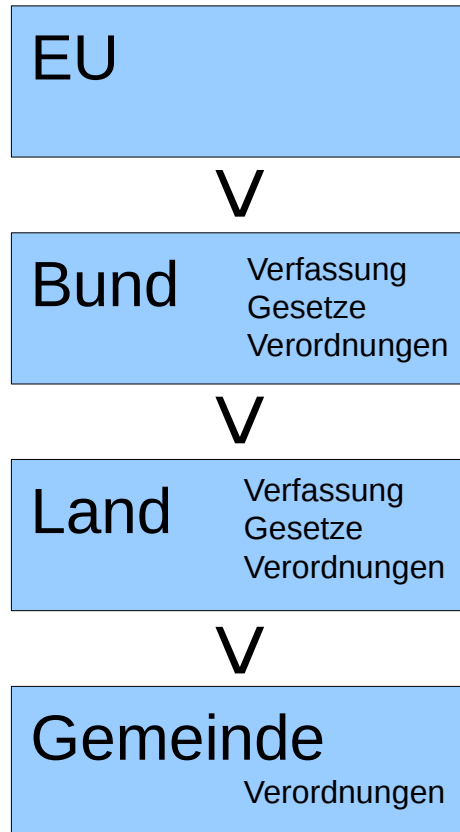 EU
V
Bund
Verfassung
Gesetze
Verordnungen
V
Land
Verfassung
Gesetze
Verordnungen
V
Gemeinde
Verordnungen